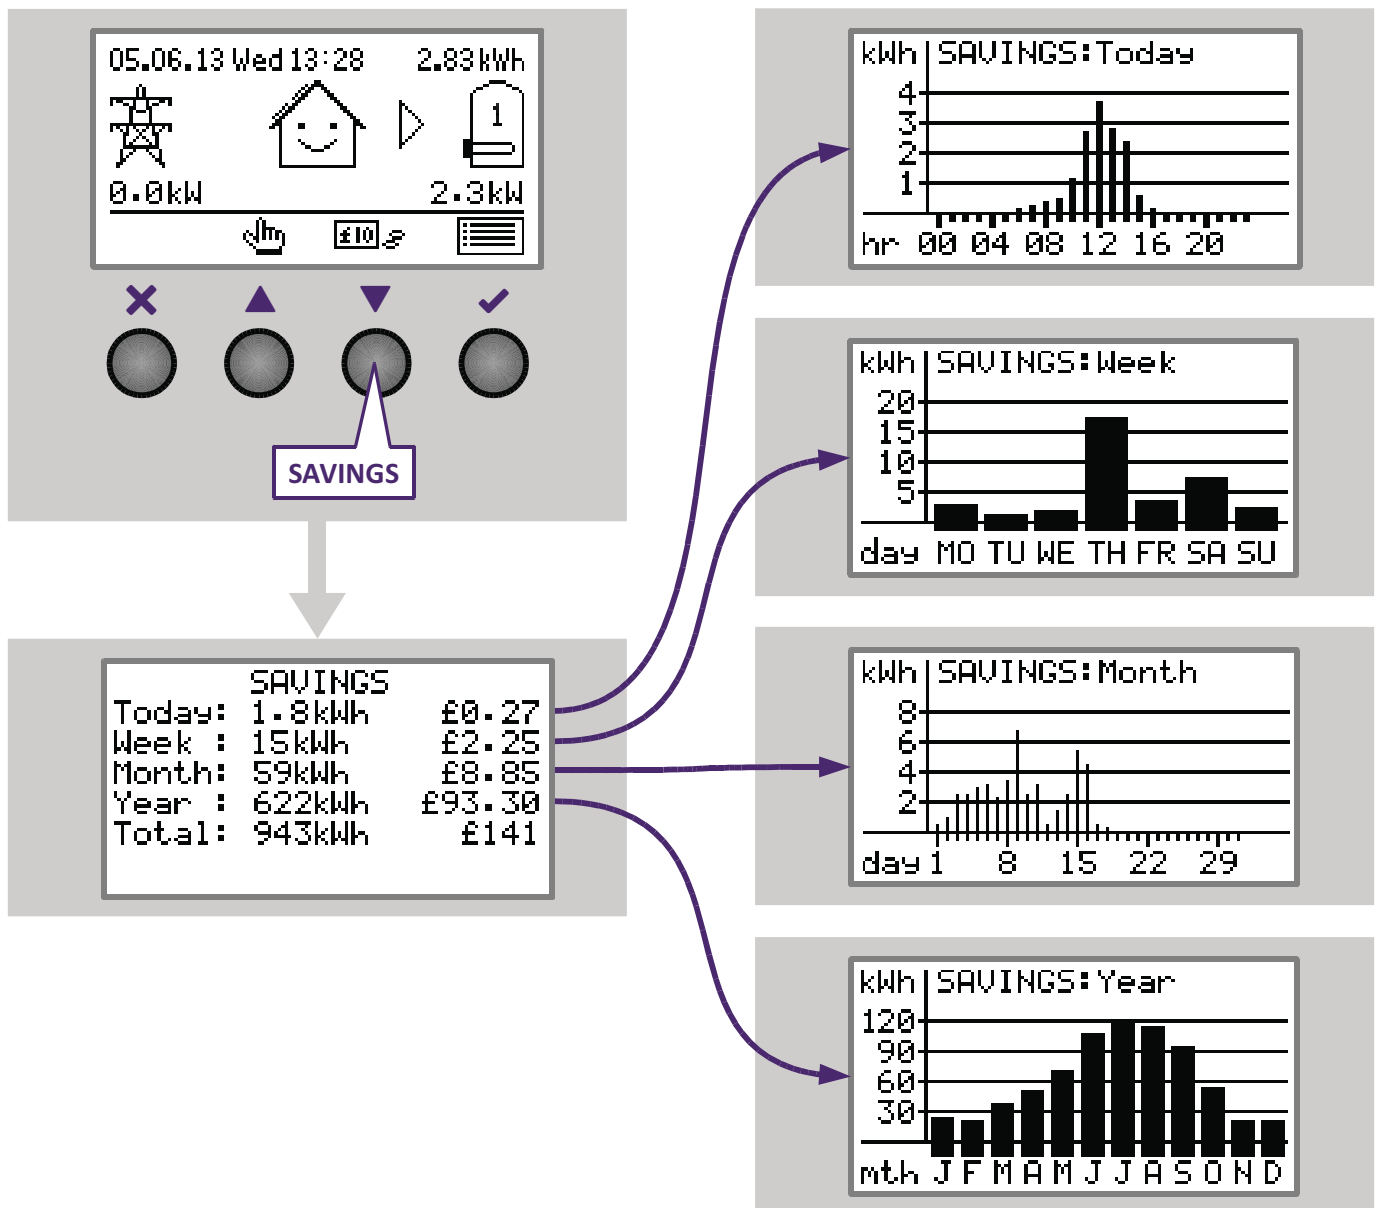 05.06.13 Wed 13:28 2.83kWh
1
0.0kW 2.3kW
£10
SAVINGS
SAVINGS
Today: 1.8kWh £0.27
Week : 15kWh £2.25
Month: 59kWh £8.85
Year : 622kWh £93.30
Total: 943kWh £141
kWh SAVINGS:Today
4
3
2
1
hr 00 04 08 12 16 20
kWh SAVINGS:Week
20
15
10
5
day MO TU WE TH FR SA SU
kWh SAVINGS:Month
8
6
4
2
day 1 8 15 22 29
kWh SAVINGS:Year
120
90
60
30
mth J F M A M J J A S O N D